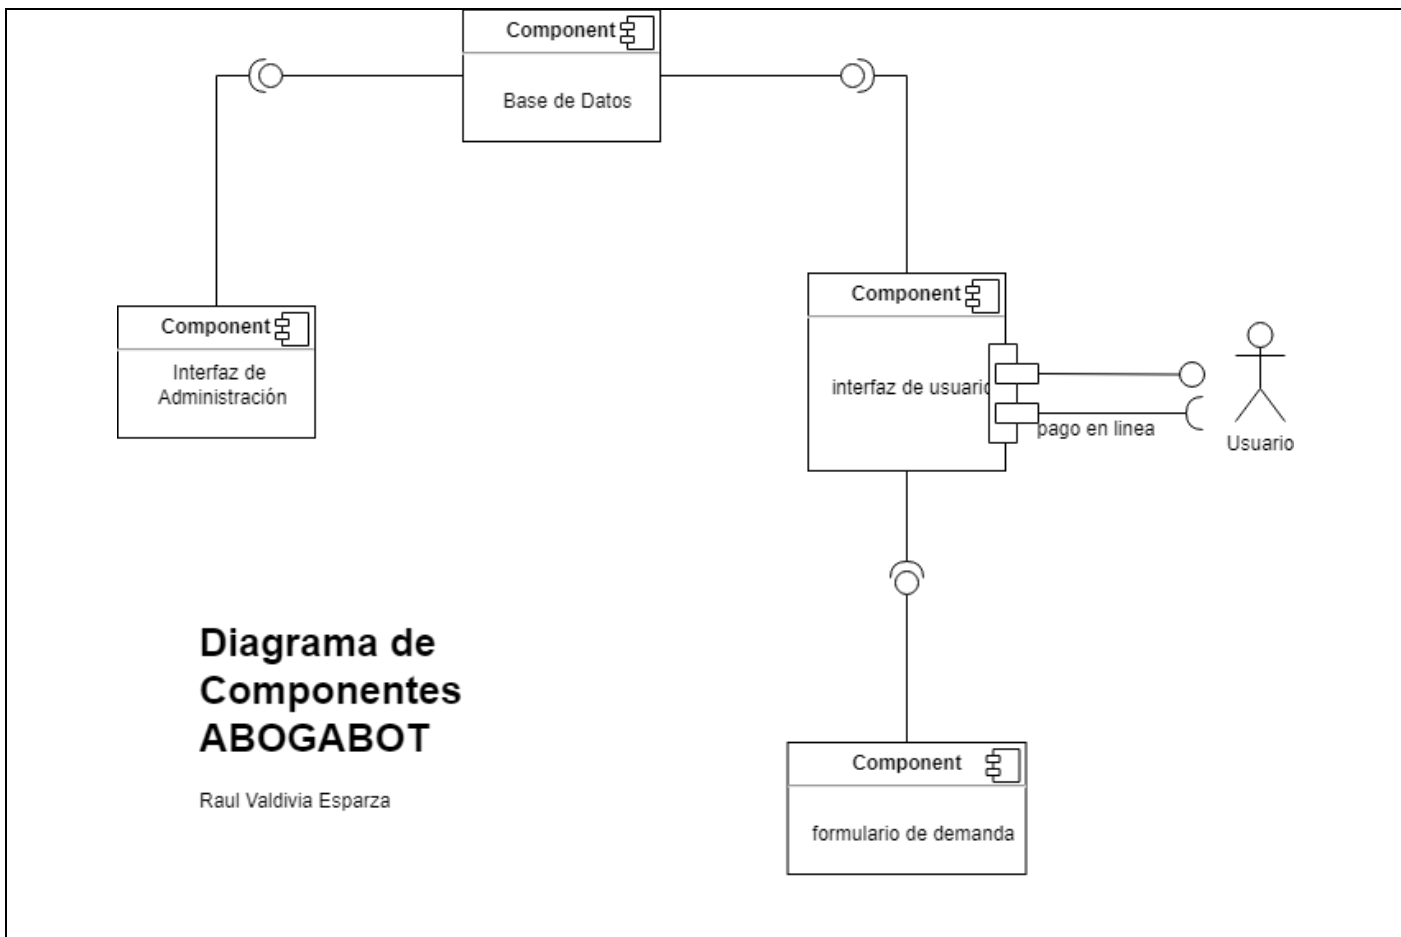 Component
Base de Datos
Component
interfaz de usuario
pago en linea
Usuario
Component
Interfaz de
Administración
Diagrama de
Componentes
ABOGABOT
Raul Valdivia Esparza
Component
formulario de demanda